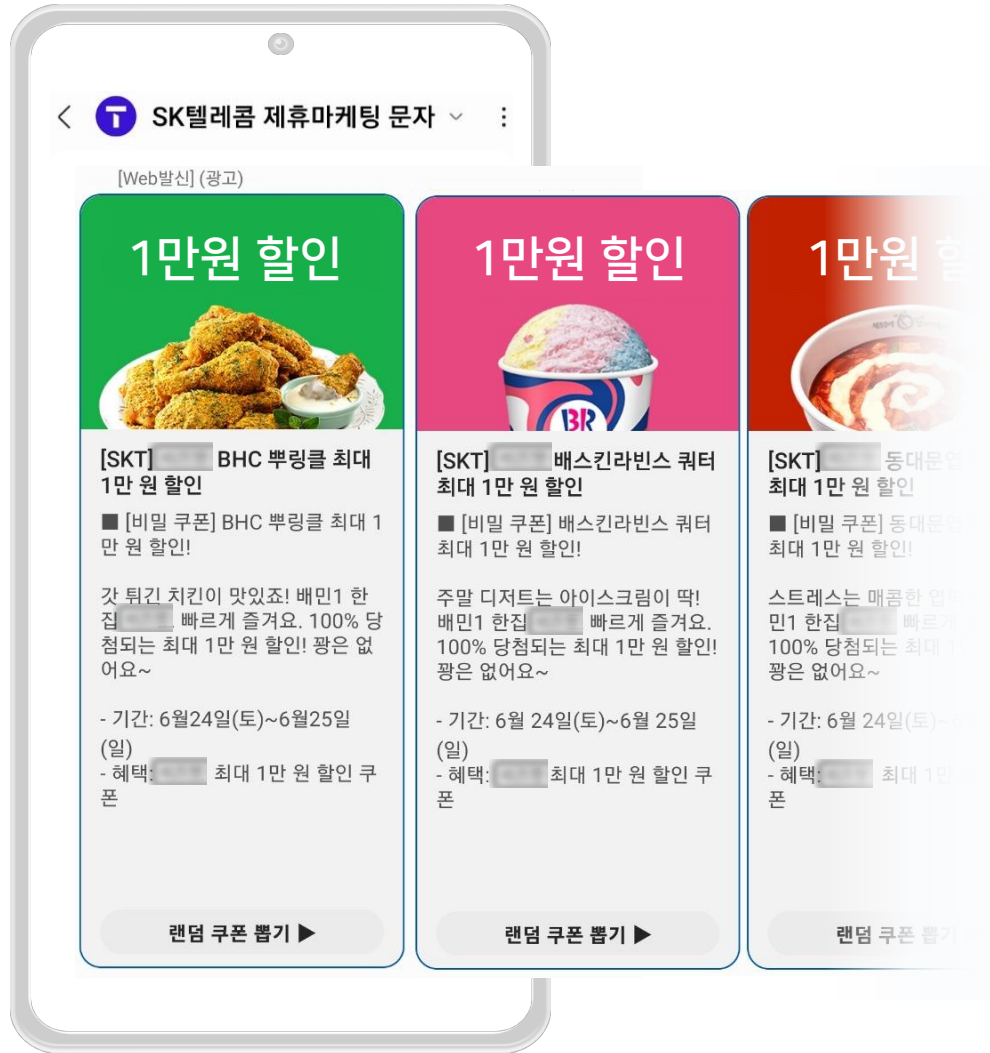 SK텔레콤 제휴마케팅 문자
[Web발신] (광고)
1만원 할인
BR
[SKT] BHC 뿌링클 최대
1만 원 할인
■ [비밀 쿠폰] BHC 뿌링클 최대 1
만 원 할인!
갓 튀긴 치킨이 맛있죠! 배민1 한
집 빠르게 즐겨요. 100% 당
첨되는 최대 1만 원 할인! 꽝은 없
어요~
- 기간: 6월24일(토)~6월25일
(일)
- 혜택: 최대 1만 원 할인 쿠
폰
랜덤 쿠폰 뽑기 ▶
1만원 할인
[SKT] 배스킨라빈스 쿼터
최대 1만 원 할인
■ [비밀 쿠폰] 배스킨라빈스 쿼터
최대 1만 원 할인!
주말 디저트는 아이스크림이 딱!
배민1 한집 빠르게 즐겨요.
100% 당첨되는 최대 1만 원 할인!
꽝은 없어요~
- 기간: 6월 24일(토)~6월 25일
(일)
- 혜택: 최대 1만 원 할인 쿠
폰
랜덤 쿠폰 뽑기 ▶
1만원 할
[SKT] 동대문엽
최대 1만 원 할인
■ [비밀 쿠폰] 동대문엽
최대 1만 원 할인!
스트레스는 매콤한 엽
민1 한집 빠르게
100% 당첨되는 최대 1
꽝은 없어요~
- 기간: 6월 24일(토)~6
(일)
- 혜택: 최대 1만
폰
랜덤 쿠폰 뽑기